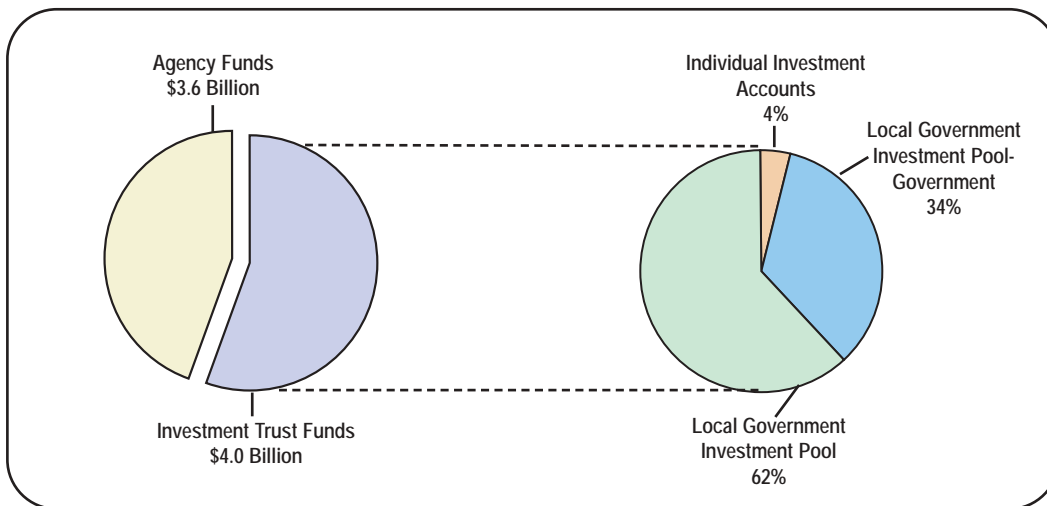 Agency Funds
$3.6 Billion
Investment Trust Funds
$4.0 Billion
Individual Investment
Accounts
4%
Local Government
Investment Pool-
Government
34%
Local Government
Investment Pool
62%